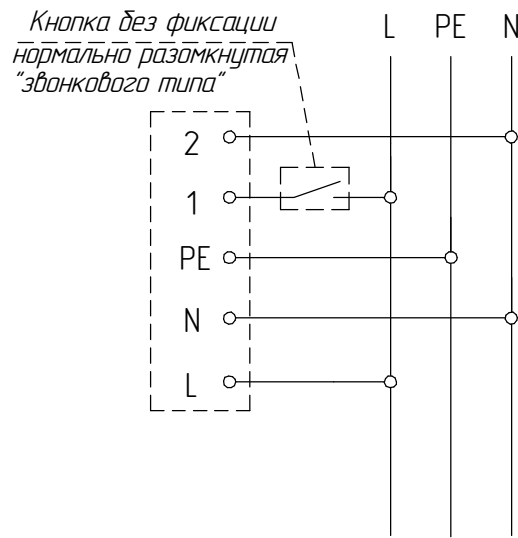 Кнопка без фиксации
нормально разомкнутая
"звонкового типа"
L PE N
2
1
PE
N
L